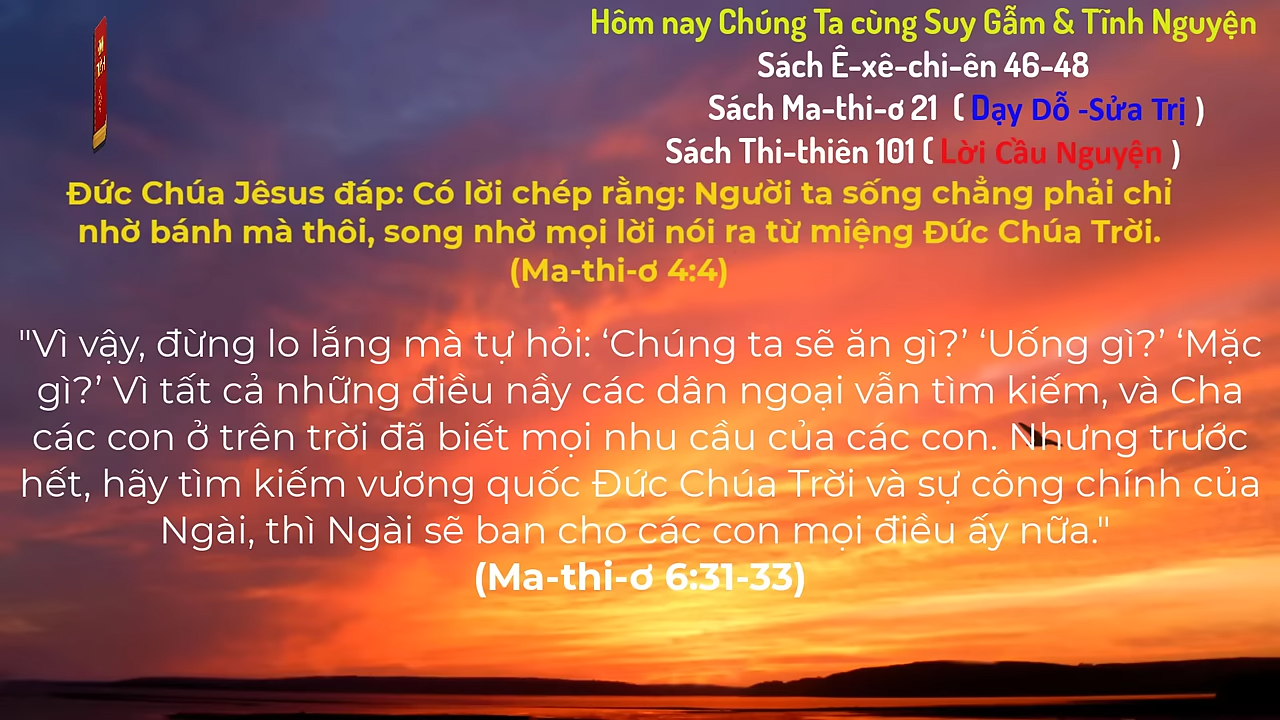 Hôm nay Chúng Ta cùng Suy Gẫm & Tĩnh Nguyện
Sách Ê-xê-chi-ên 46-48
Sách Ma-thi-ơ 21 ( Dạy Dỗ -Sửa Trị )
Sách Thi-thiên 101 ( Lời Cầu Nguyện )
Đức Chúa Jêsus đáp: Có lời chép rằng: Người ta sống chẳng phải chỉ
nhờ bánh mà thôi, song nhờ mọi lời nói ra từ miệng Đức Chúa Trời.
(Ma-thi-ơ 4:4)
"Vì vậy, đừng lo lắng mà tự hỏi: ‘Chúng ta sẽ ăn gì?’ ‘Uống gì?’ ‘Mặc
gì?’ Vì tất cả những điều nầy các dân ngoại vẫn tìm kiếm, và Cha
các con ở trên trời đã biết mọi nhu cầu của các con. Nhưng trước
hết, hãy tìm kiếm vương quốc Đức Chúa Trời và sự công chính của
Ngài, thì Ngài sẽ ban cho các con mọi điều ấy nữa."
(Ma-thi-ơ 6:31-33)